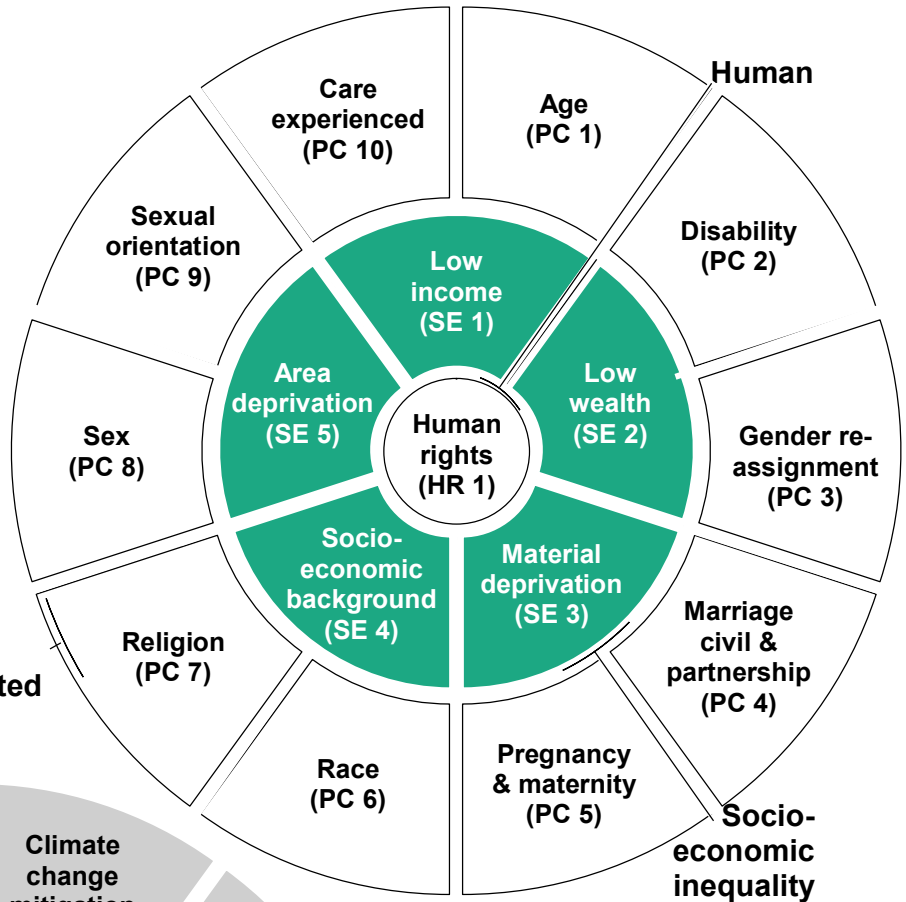 Human
Care
experienced
(PC 10)
Age
(PC 1)
Sexual
orientation
(PC 9)
Disability
(PC 2)
Low
income
(SE 1)
Area
deprivation
(SE 5)
Low
wealth
(SE 2)
Sex
(PC 8)
Human
rights
(HR 1)
Gender re-
assignment
(PC 3)
Socio-
economic
background
(SE 4)
Material
deprivation
(SE 3)
Religion
(PC 7)
Marriage
civil &
partnership
(PC 4)
ted
Race
(PC 6)
Pregnancy
& maternity
(PC 5)
Socio-
economic
inequality
Climate
change
mitigation